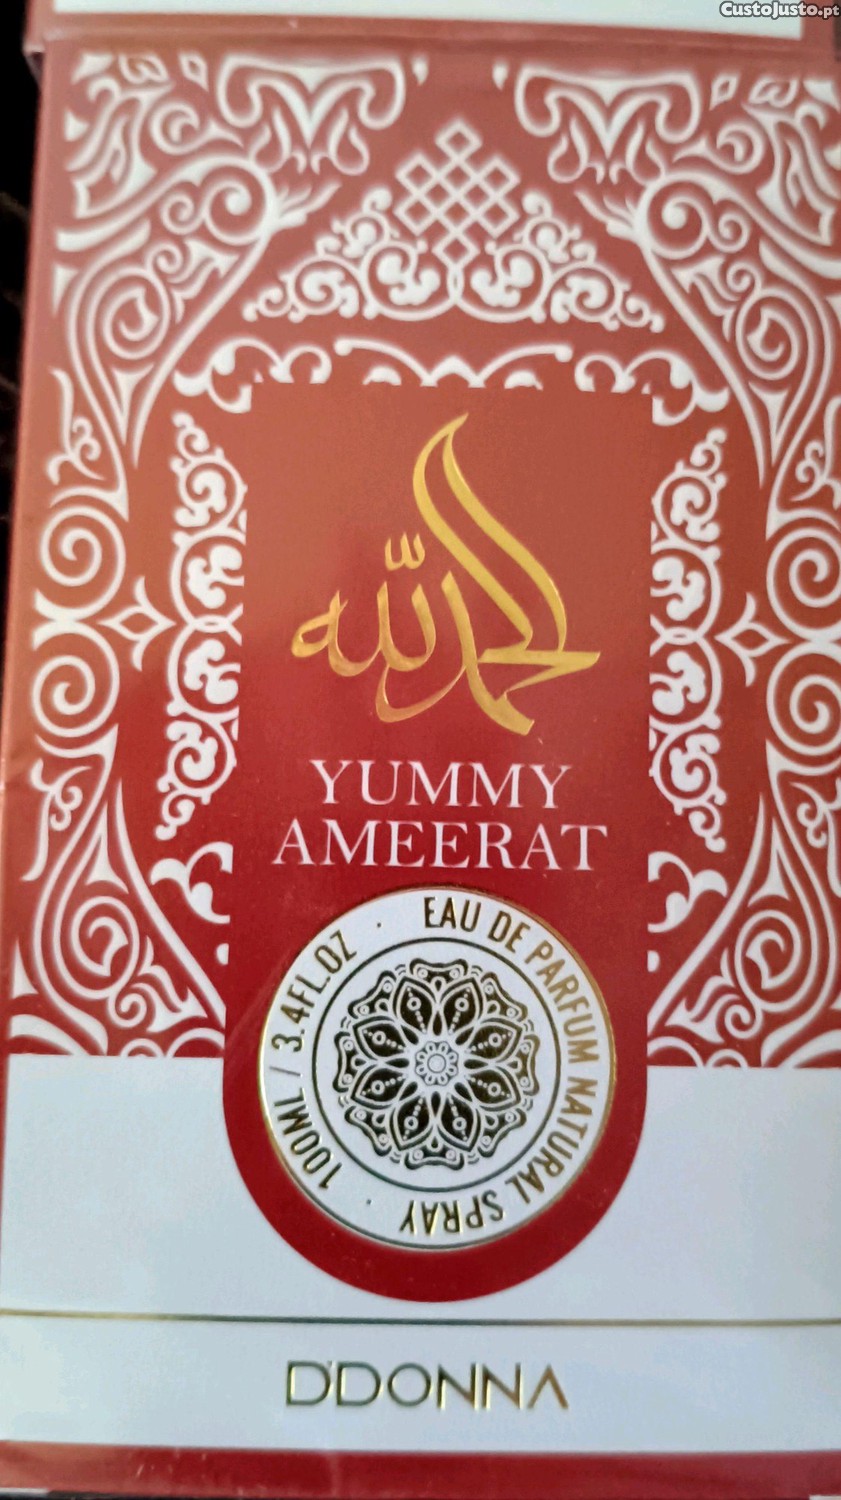 CustoJusto.pt
الحمد لله
YUMMY
AMEERAT
100ML / 3.4FL.OZ · EAU DE PARFUM NATURAL SPRAY ·
D'DONNA